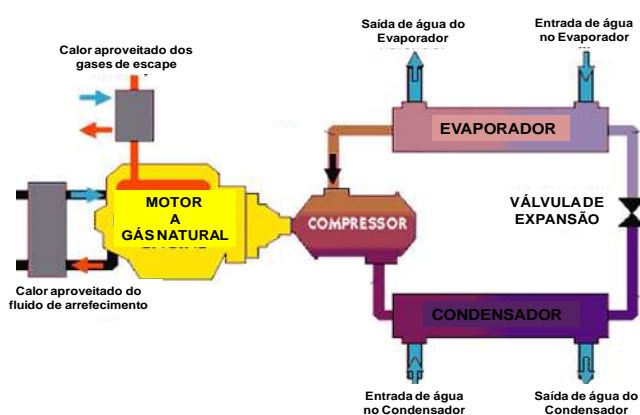 Saída de água do
Evaporador
Entrada de água
no Evaporador
Calor aproveitado dos
gases de escape
EVAPORADOR
MOTOR
A
GÁS NATURAL
COMPRESSOR
VÁLVULA DE
EXPANSÃO
Calor aproveitado do
fluido de arrefecimento
CONDENSADOR
Entrada de água
no Condensador
Saída de água do
Condensador